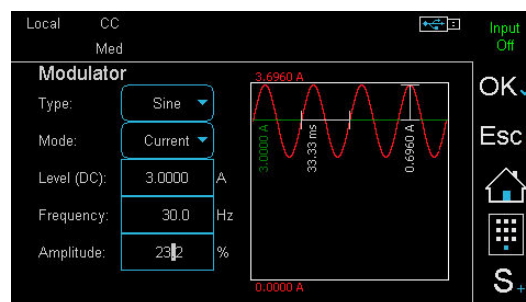 Local CC
Med
Input
Off
Modulator
Type: Sine
Mode: Current
Level (DC): 3.0000 A
Frequency: 30.0 Hz
Amplitude: 23.2 %
3.6960 A
3.0000 A
33.33 ms
0.6960 A
0.0000 A
OK
Esc
S+